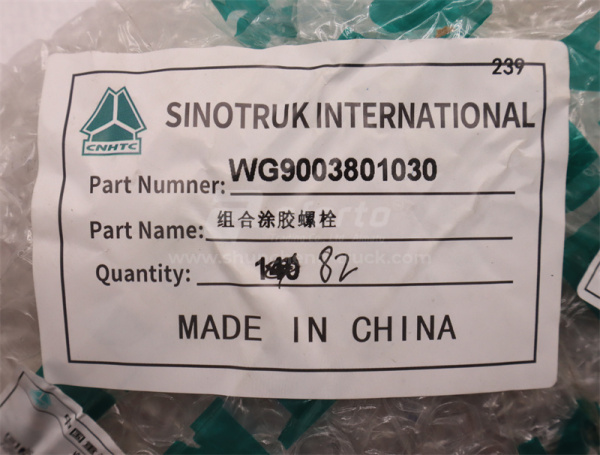 239
SINOTRUK INTERNATIONAL
CNHTC
Part Numner: WG9003801030
Part Name: 组合涂胶螺栓
Quantity: 82
MADE IN CHINA